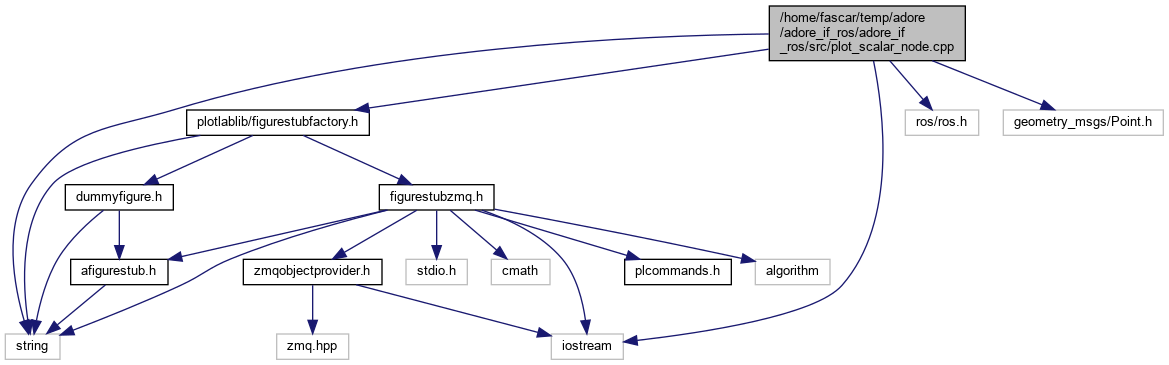 /home/fascar/temp/adore
/adore_if_ros/adore_if
_ros/src/plot_scalar_node.cpp
plotlablib/figurestubfactory.h
ros/ros.h
geometry_msgs/Point.h
dummyfigure.h
figurestubzmq.h
afigurestub.h
zmqobjectprovider.h
stdio.h
cmath
plcommands.h
algorithm
string
zmq.hpp
iostream